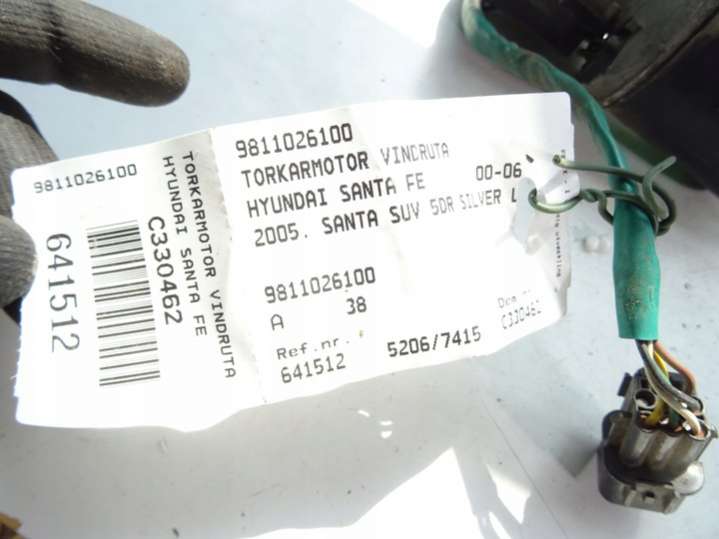 9811026100
TORKARMOTOR VINDRUTA
HYUNDAI SANTA FE 00-06
2005. SANTA SUV 5DR SILVER L
9811026100
A 38
Ref.nr.
641512
5206/7415
C330462
9811026100
TORKARMOTOR VINDRUTA
HYUNDAI SANTA FE
C330462
641512